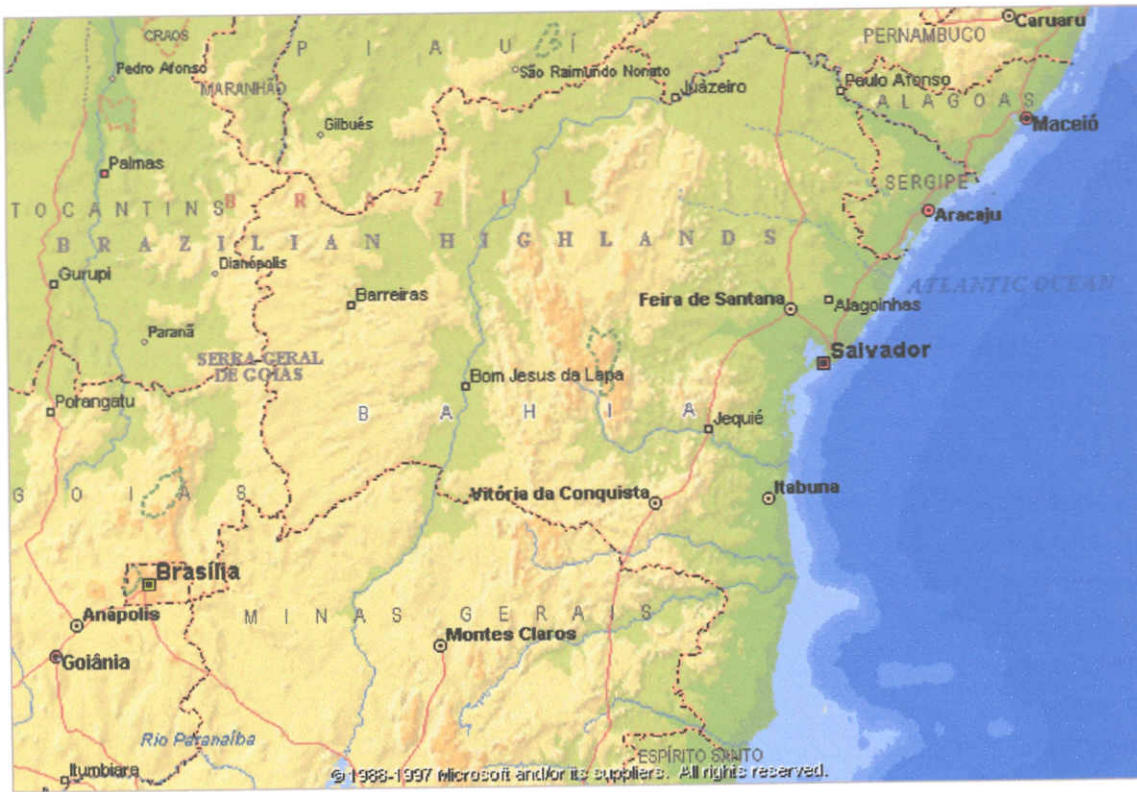 Caruaru
CRAOS
PERNAMBUCO
PIAUÍ
Pedro Afonso
São Raimundo Nonato
MARANHÃO
Juàzeiro
Paulo Afonso
ALAGOAS
Gilbués
Maceió
Palmas
SERGIPE
TOCANTINS
BRAZIL
Aracaju
BRAZILIAN HIGHLANDS
Dianópolis
Gurupi
ATLANTIC OCEAN
Barreiras
Feira de Santana
Alagoinhas
Paranã
Salvador
SERRA GERAL
DE GOIAS
Bom Jesus da Lapa
Porangatu
BAHIA
Jequié
GOIAS
Vitória da Conquista
Itabuna
Brasília
Anápolis
MINAS GERAIS
Montes Claros
Goiânia
Rio Paranaíba
ESPÍRITO SANTO
Itumbiara
© 1988-1997 Microsoft and/or its suppliers. All rights reserved.